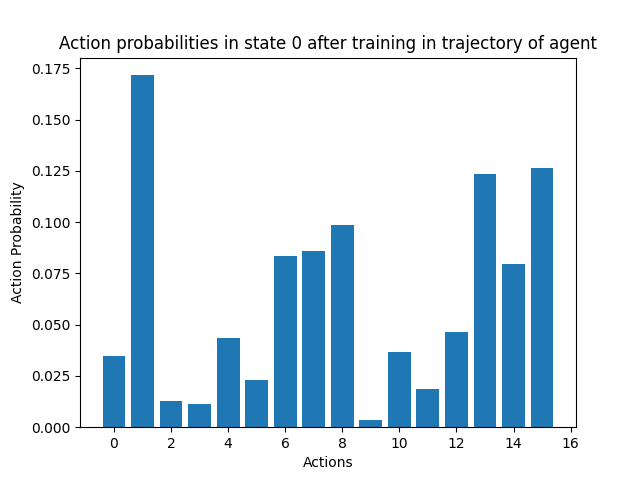 Action probabilities in state 0 after training in trajectory of agent
0.175
0.150
0.125
0.100
0.075
0.050
0.025
0.000
Action Probability
0 2 4 6 8 10 12 14 16
Actions